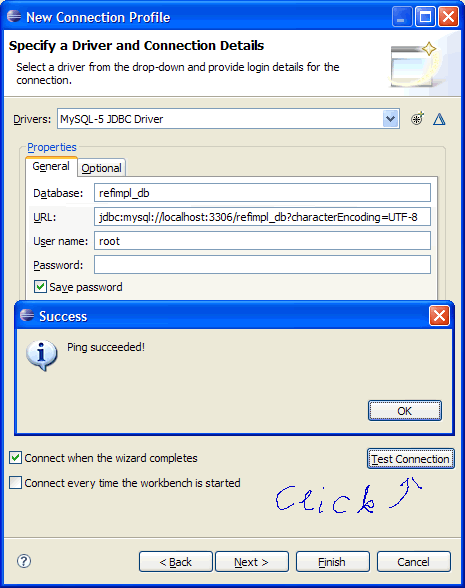 New Connection Profile
Specify a Driver and Connection Details
Select a driver from the drop-down and provide login details for the
connection.
Drivers: MySQL-5 JDBC Driver
Properties
General Optional
Database: refimpl_db
URL: jdbc:mysql://localhost:3306/refimpl_db?characterEncoding=UTF-8
User name: root
Password:
Save password
Success
Ping succeeded!
OK
Connect when the wizard completes
Test Connection
Connect every time the workbench is started
Click
< Back Next > Finish Cancel